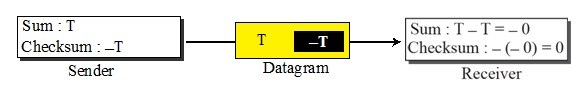 Sum : T
Checksum : –T
Sender
T
–T
Datagram
Sum : T – T = – 0
Checksum : – (– 0) = 0
Receiver